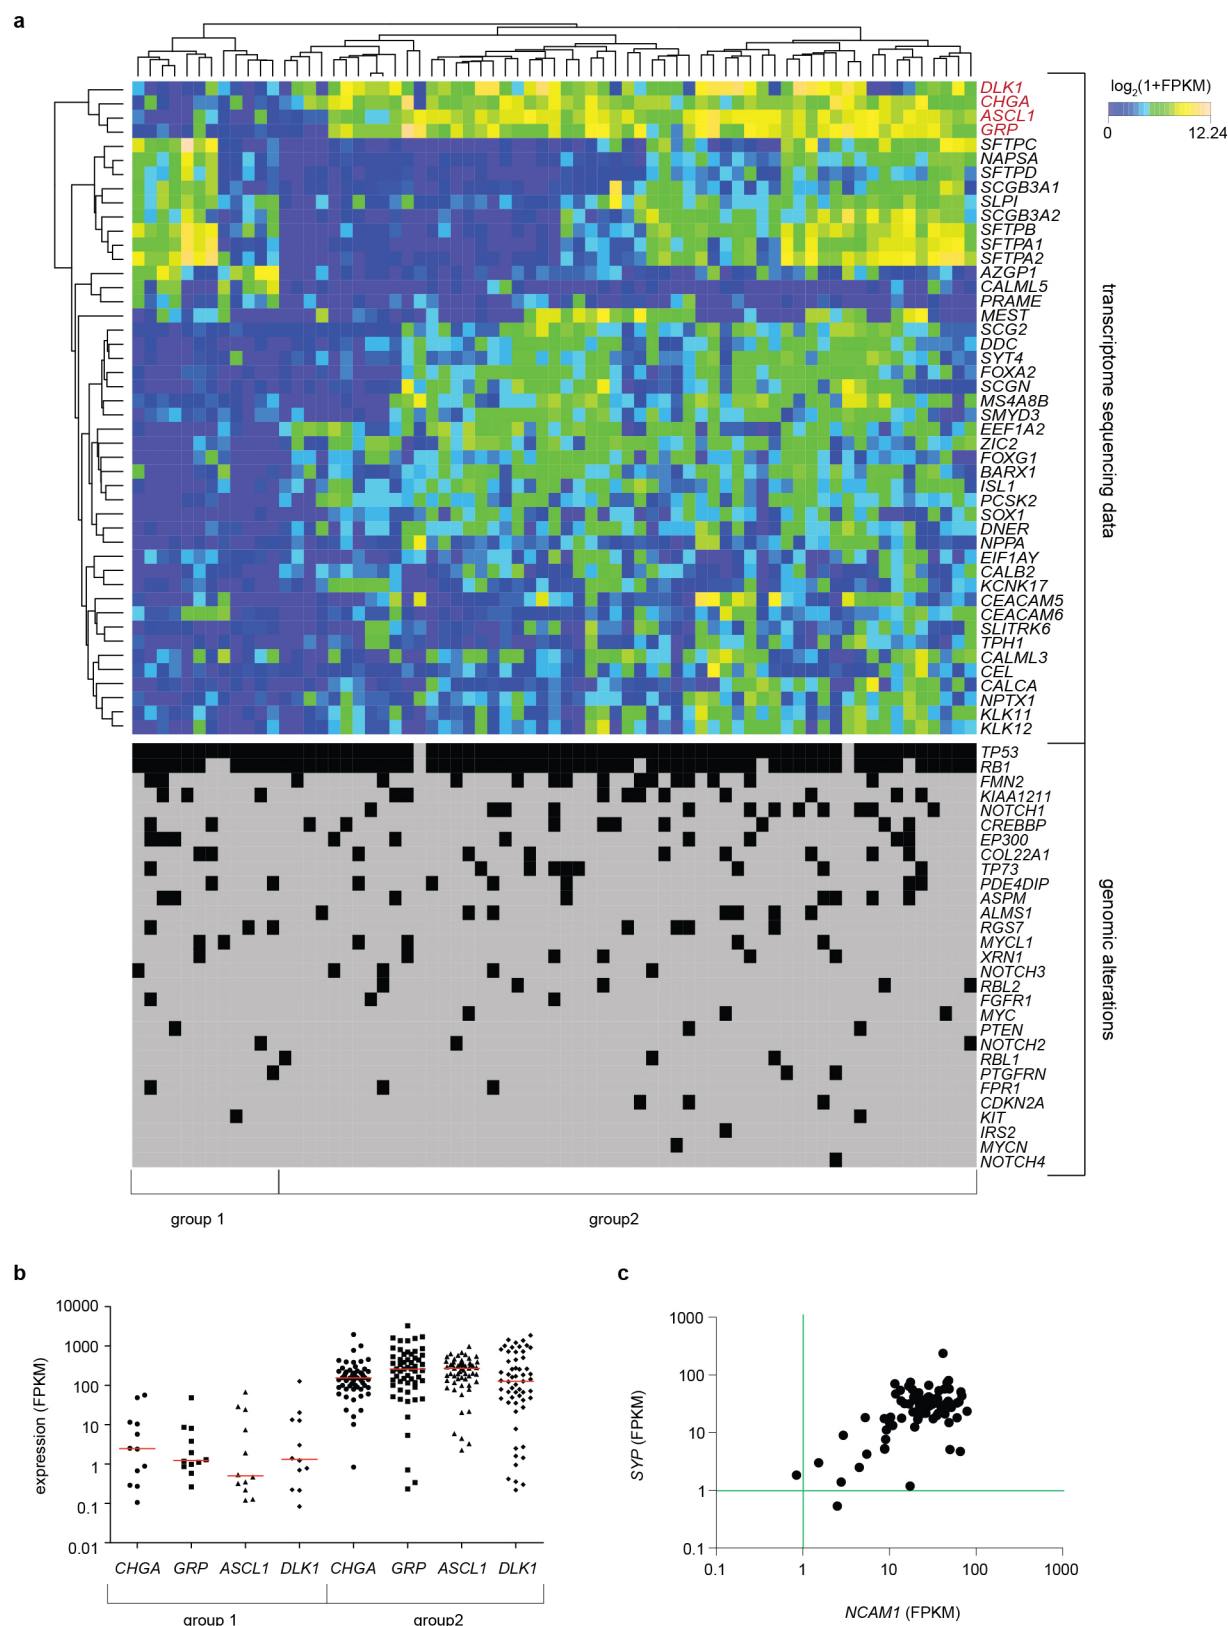 a
log2(1+FPKM)
0 12.24
DLK1
CHGA
ASCL1
GRP
SFTPC
NAPSA
SFTPD
SCGB3A1
SLPI
SCGB3A2
SFTPB
SFTPA1
SFTPA2
AZGP1
CALML5
PRAME
MEST
SCG2
DDC
SYT4
FOXA2
SCGN
MS4A8B
SMYD3
EEF1A2
ZIC2
FOXG1
BARX1
ISL1
PCSK2
SOX1
DNER
NPPA
EIF1AY
CALB2
KCNK17
CEACAM5
CEACAM6
SLITRK6
TPH1
CALML3
CEL
CALCA
NPTX1
KLK11
KLK12
transcriptome sequencing data
TP53
RB1
FMN2
KIAA1211
NOTCH1
CREBBP
EP300
COL22A1
TP73
PDE4DIP
ASPM
ALMS1
RGS7
MYCL1
XRN1
NOTCH3
RBL2
FGFR1
MYC
PTEN
NOTCH2
RBL1
PTGFRN
FPR1
CDKN2A
KIT
IRS2
MYCN
NOTCH4
genomic alterations
group 1 group2
b
expression (FPKM)
10000
1000
100
10
1
0.1
0.01
CHGA GRP ASCL1 DLK1 CHGA GRP ASCL1 DLK1
group 1 group2
c
SYP (FPKM)
1000
100
10
1
0.1
0.1 1 10 100 1000
NCAM1 (FPKM)